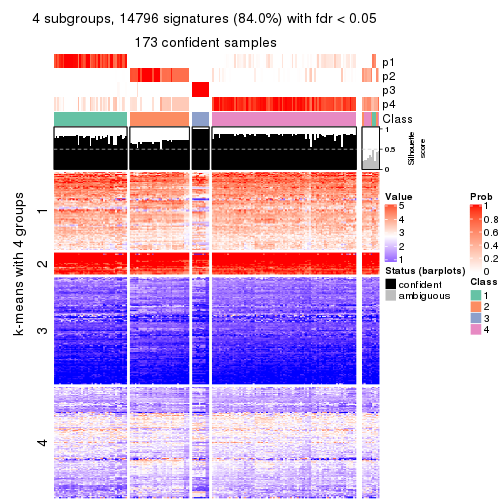 4 subgroups, 14796 signatures (84.0%) with fdr < 0.05
173 confident samples
p1
p2
p3
p4
Class
1
0.5
0
Silhouette
score
k-means with 4 groups
1
2
3
4
Value
5
4
3
2
1
Status (barplots)
confident
ambiguous
Prob
1
0.8
0.6
0.4
0.2
0
Class
1
2
3
4